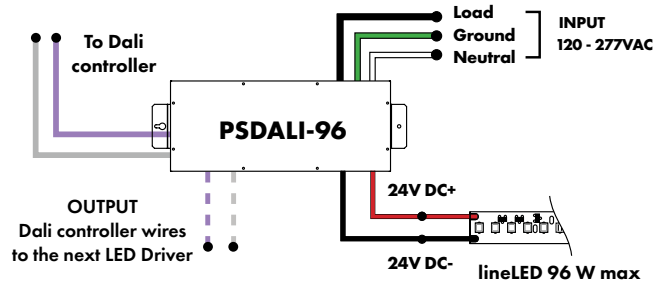 To Dali
controller
Load
Ground
Neutral
INPUT
120 - 277VAC
PSDALI-96
OUTPUT
Dali controller wires
to the next LED Driver
24V DC+
24V DC-
lineLED 96 W max